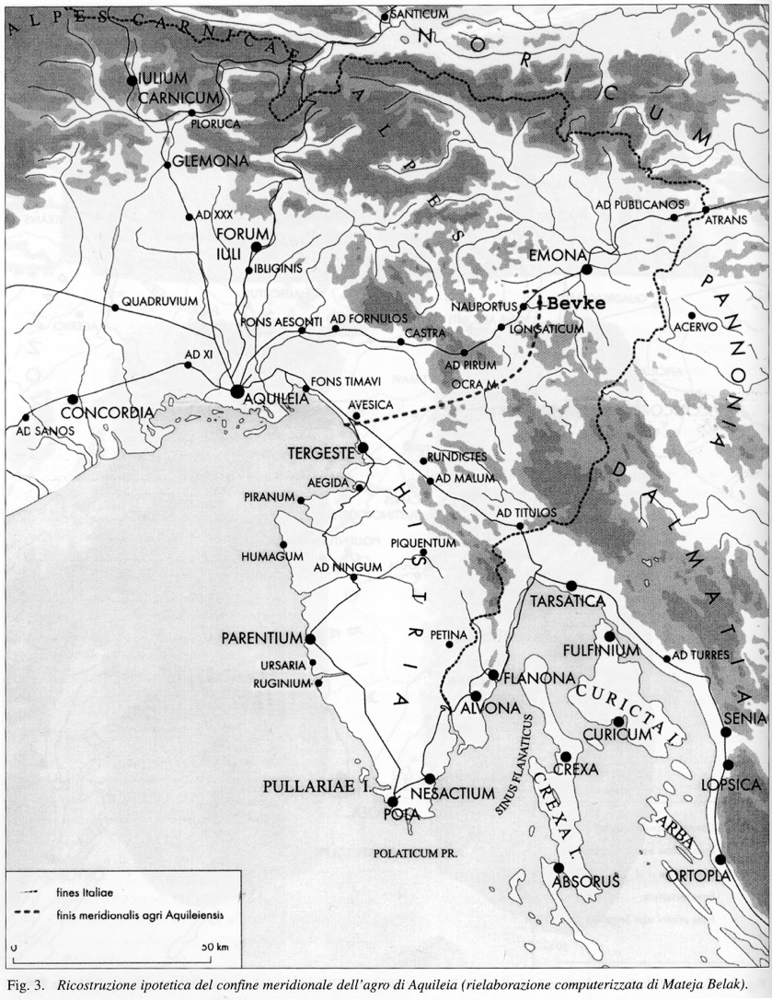 SANTICUM
ALPES CARNICAE
NORICUM
IULIUM
CARNICUM
PLORUCA
ALPES
GLEMONA
AD PUBLICANOS
ATRANS
AD XXX
FORUM
IULI
EMONA
IBLIGINIS
PANNONIA
QUADRUVIUM
NAUPORTUS
Bevke
PONS AESONTI
AD FORNULOS
LONGATICUM
ACERVO
CASTRA
AD XI
AD PIRUM
OCRA M.
FONS TIMAVI
AQUILEIA
CONCORDIA
AVESICA
AD SANOS
TERGESTE
RUNDICTES
AD MALUM
DALMATIA
AEGIDA
HISTRIA
PIRANUM
AD TITULOS
HUMAGUM
PIQUENTUM
AD NINGUM
TARSATICA
PARENTIUM
PETINA
FULFINIUM
AD TURRES
URSARIA
RUGINIUM
FLANONA
CURICTA I.
ALVONA
SENIA
CURICUM
SINUS FLANATICUS
CREXA
LOPSICA
PULLARIAE I.
NESACTIUM
CREXA I.
POLA
ARBA
POLATICUM PR.
ABSORUS
ORTOPLA
fines Italiae
finis meridionalis agri Aquileiensis
0 50 km
Fig. 3. Ricostruzione ipotetica del confine meridionale dell'agro di Aquileia (rielaborazione computerizzata di Mateja Belak).